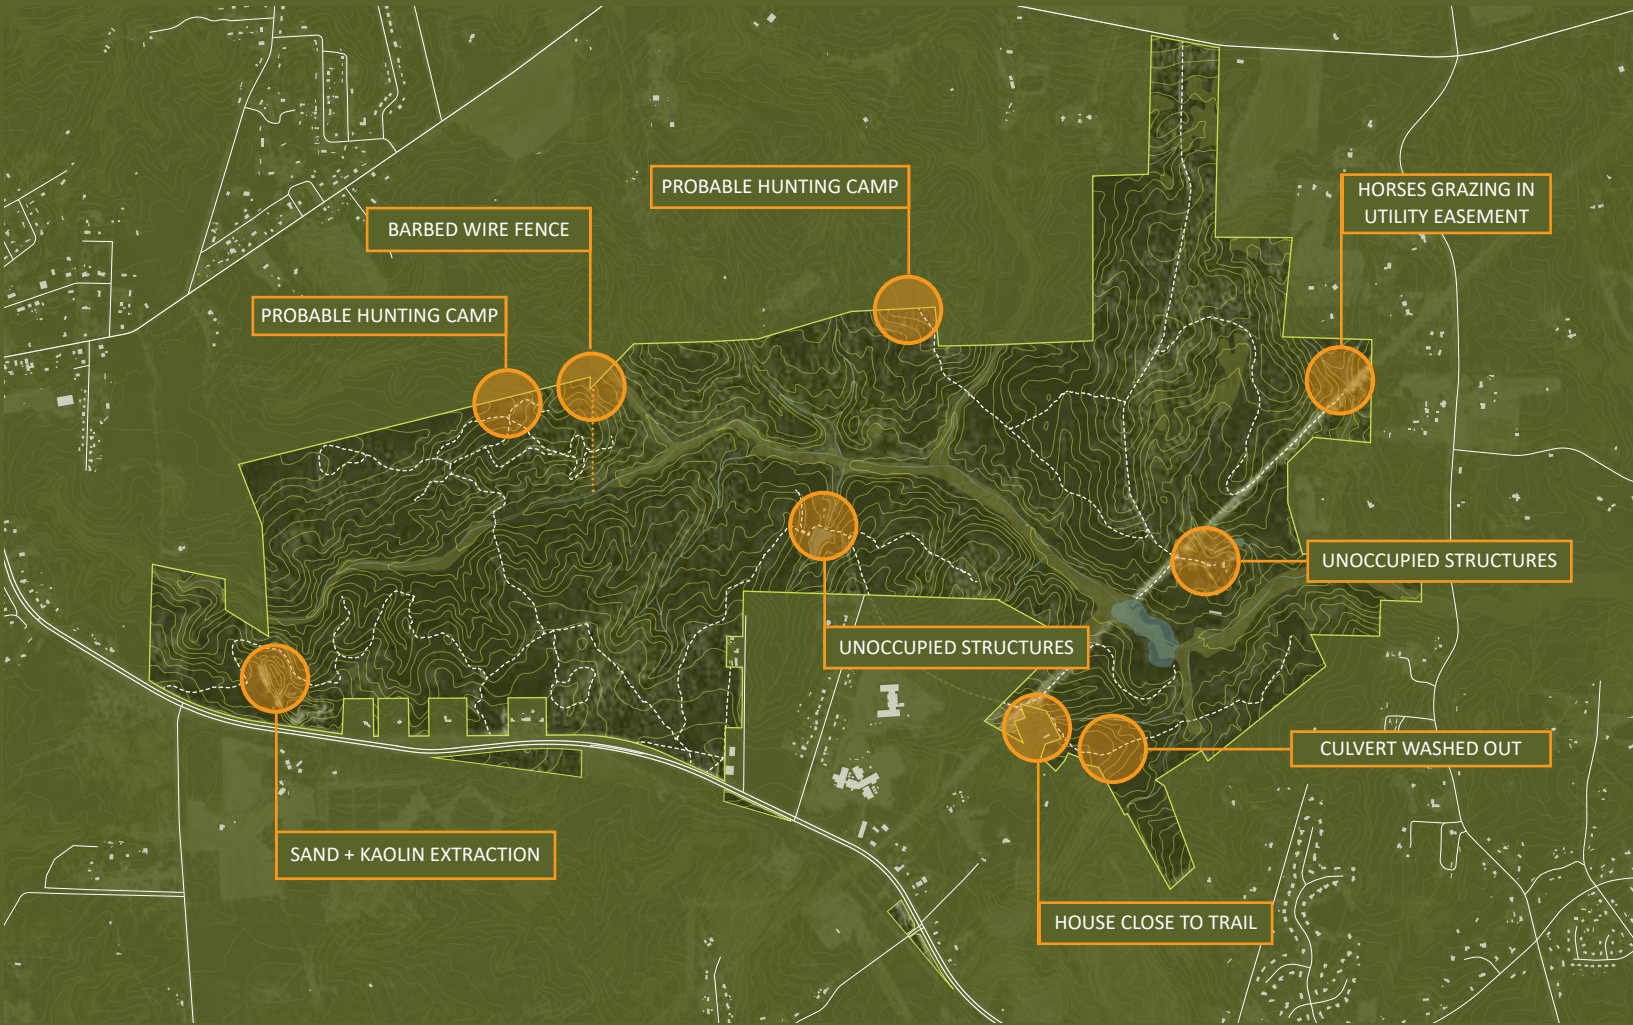 PROBABLE HUNTING CAMP
HORSES GRAZING IN
UTILITY EASEMENT
BARBED WIRE FENCE
PROBABLE HUNTING CAMP
UNOCCUPIED STRUCTURES
UNOCCUPIED STRUCTURES
CULVERT WASHED OUT
SAND + KAOLIN EXTRACTION
HOUSE CLOSE TO TRAIL